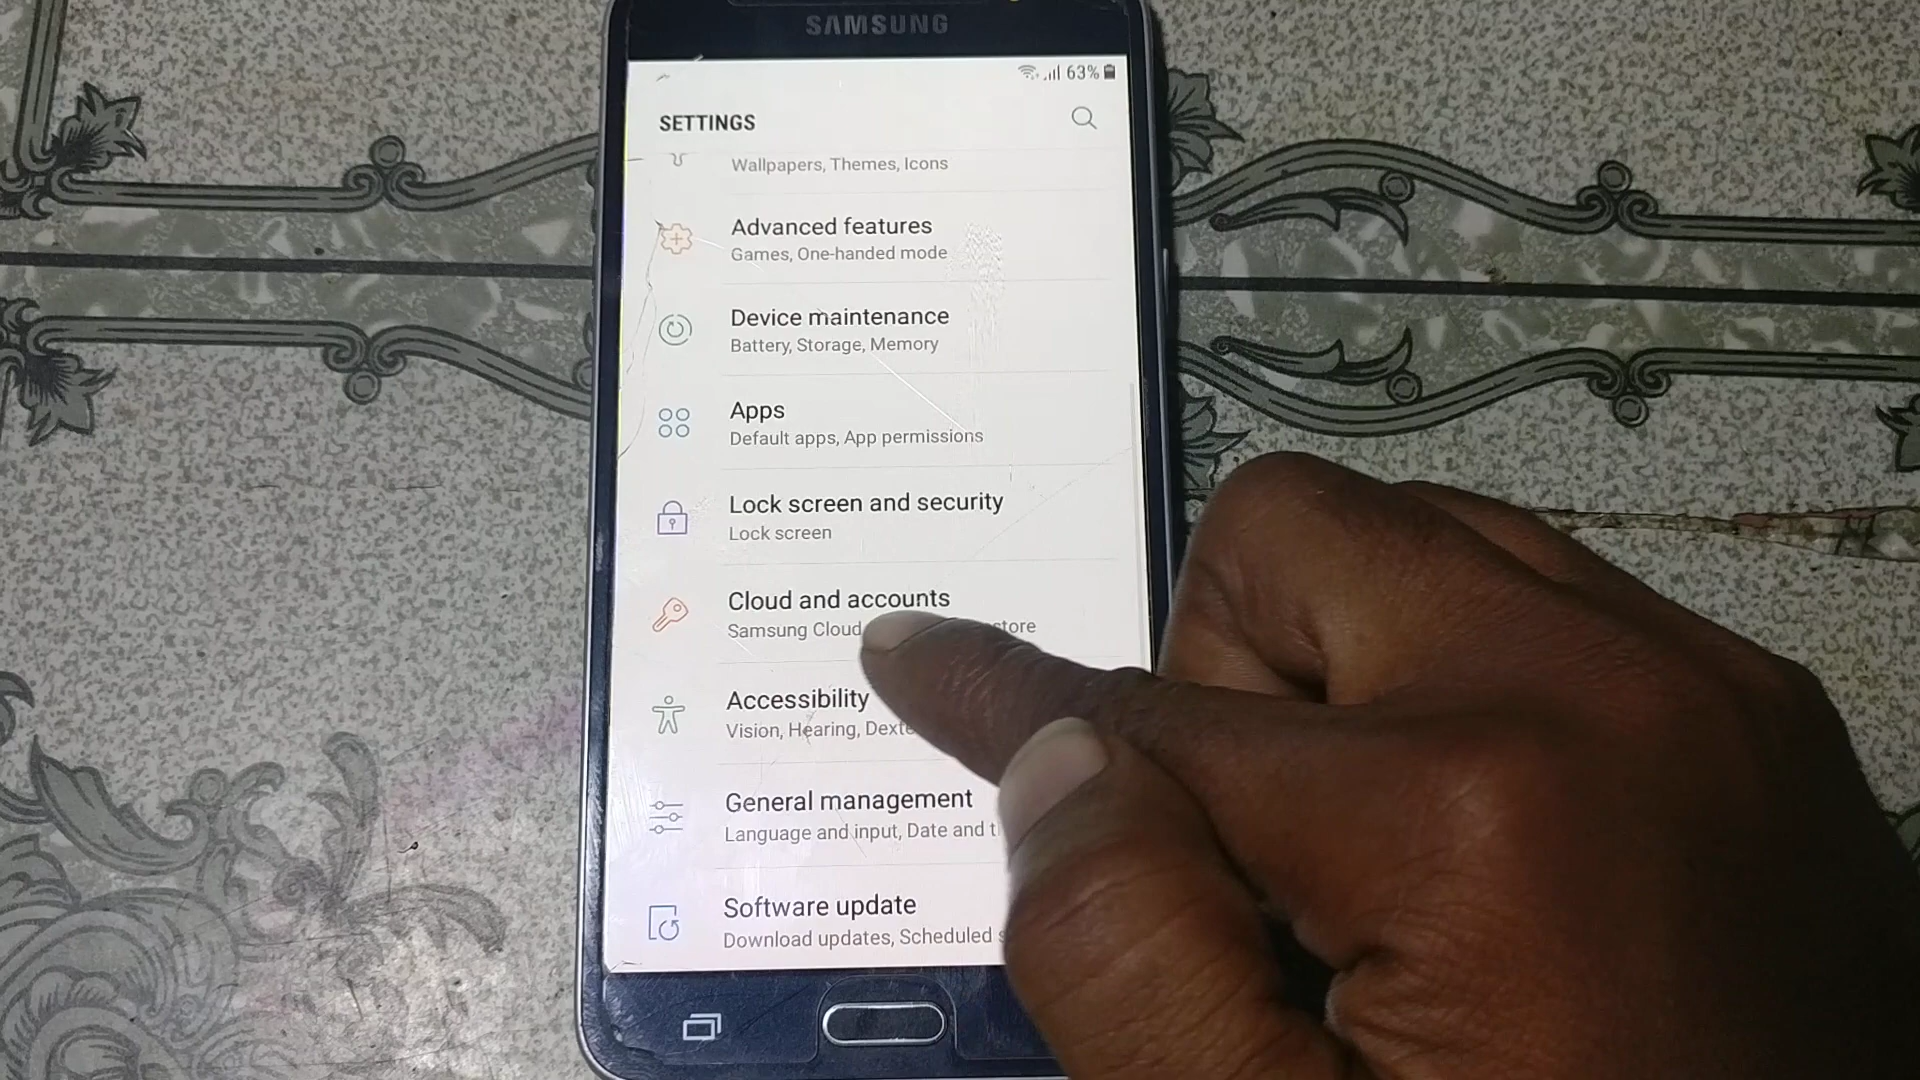 SAMSUNG
63%
SETTINGS
Wallpapers, Themes, Icons
Advanced features
Games, One-handed mode
Device maintenance
Battery, Storage, Memory
Apps
Default apps, App permissions
Lock screen and security
Lock screen
Cloud and accounts
Samsung Cloud store
Accessibility
Vision, Hearing, Dexte
General management
Language and input, Date and t
Software update
Download updates, Scheduled s